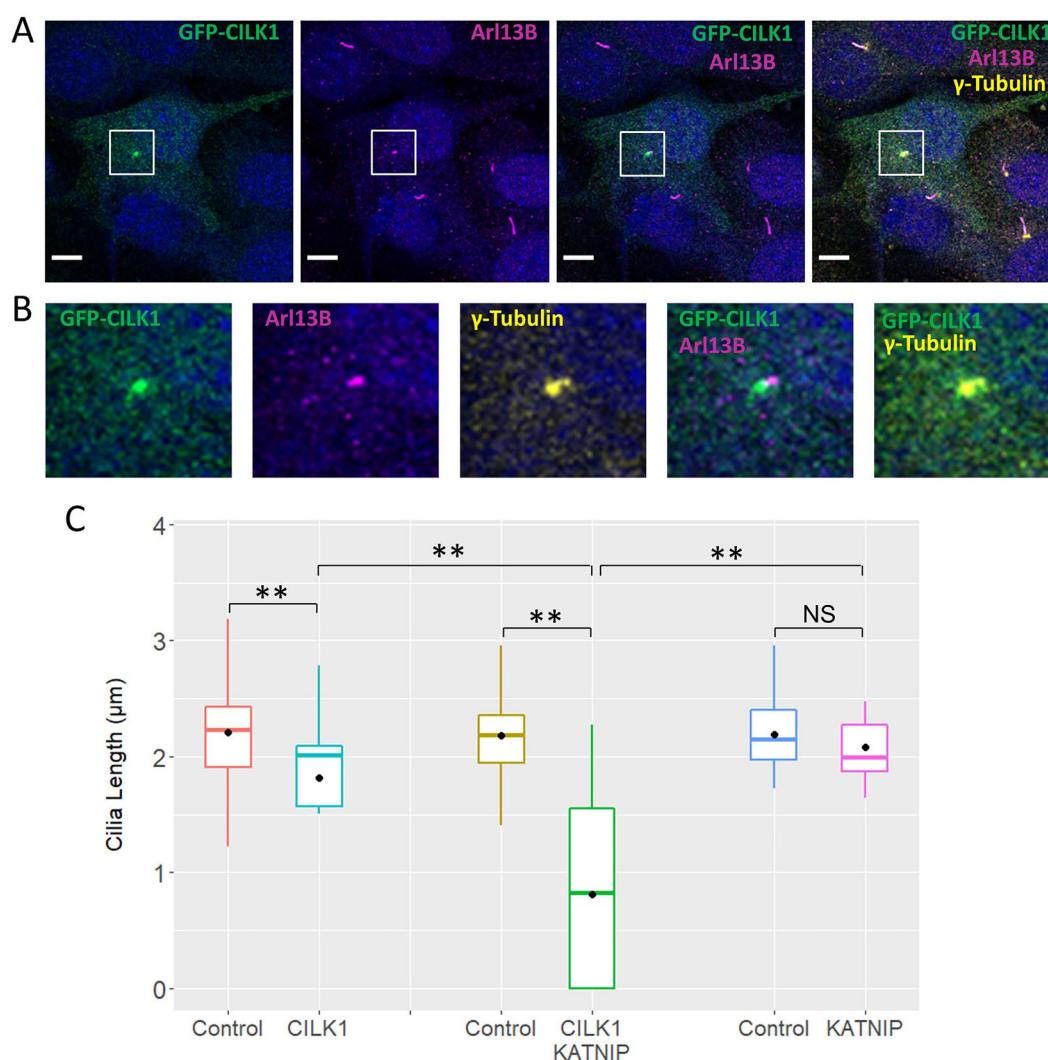 A
GFP-CILK1
Arl13B
GFP-CILK1
Arl13B
GFP-CILK1
Arl13B
γ-Tubulin
B
GFP-CILK1
Arl13B
γ-Tubulin
GFP-CILK1
Arl13B
GFP-CILK1
γ-Tubulin
C
Cilia Length (μm)
4
3
2
1
0
**
**
**
**
NS
Control
CILK1
Control
CILK1
KATNIP
Control
KATNIP